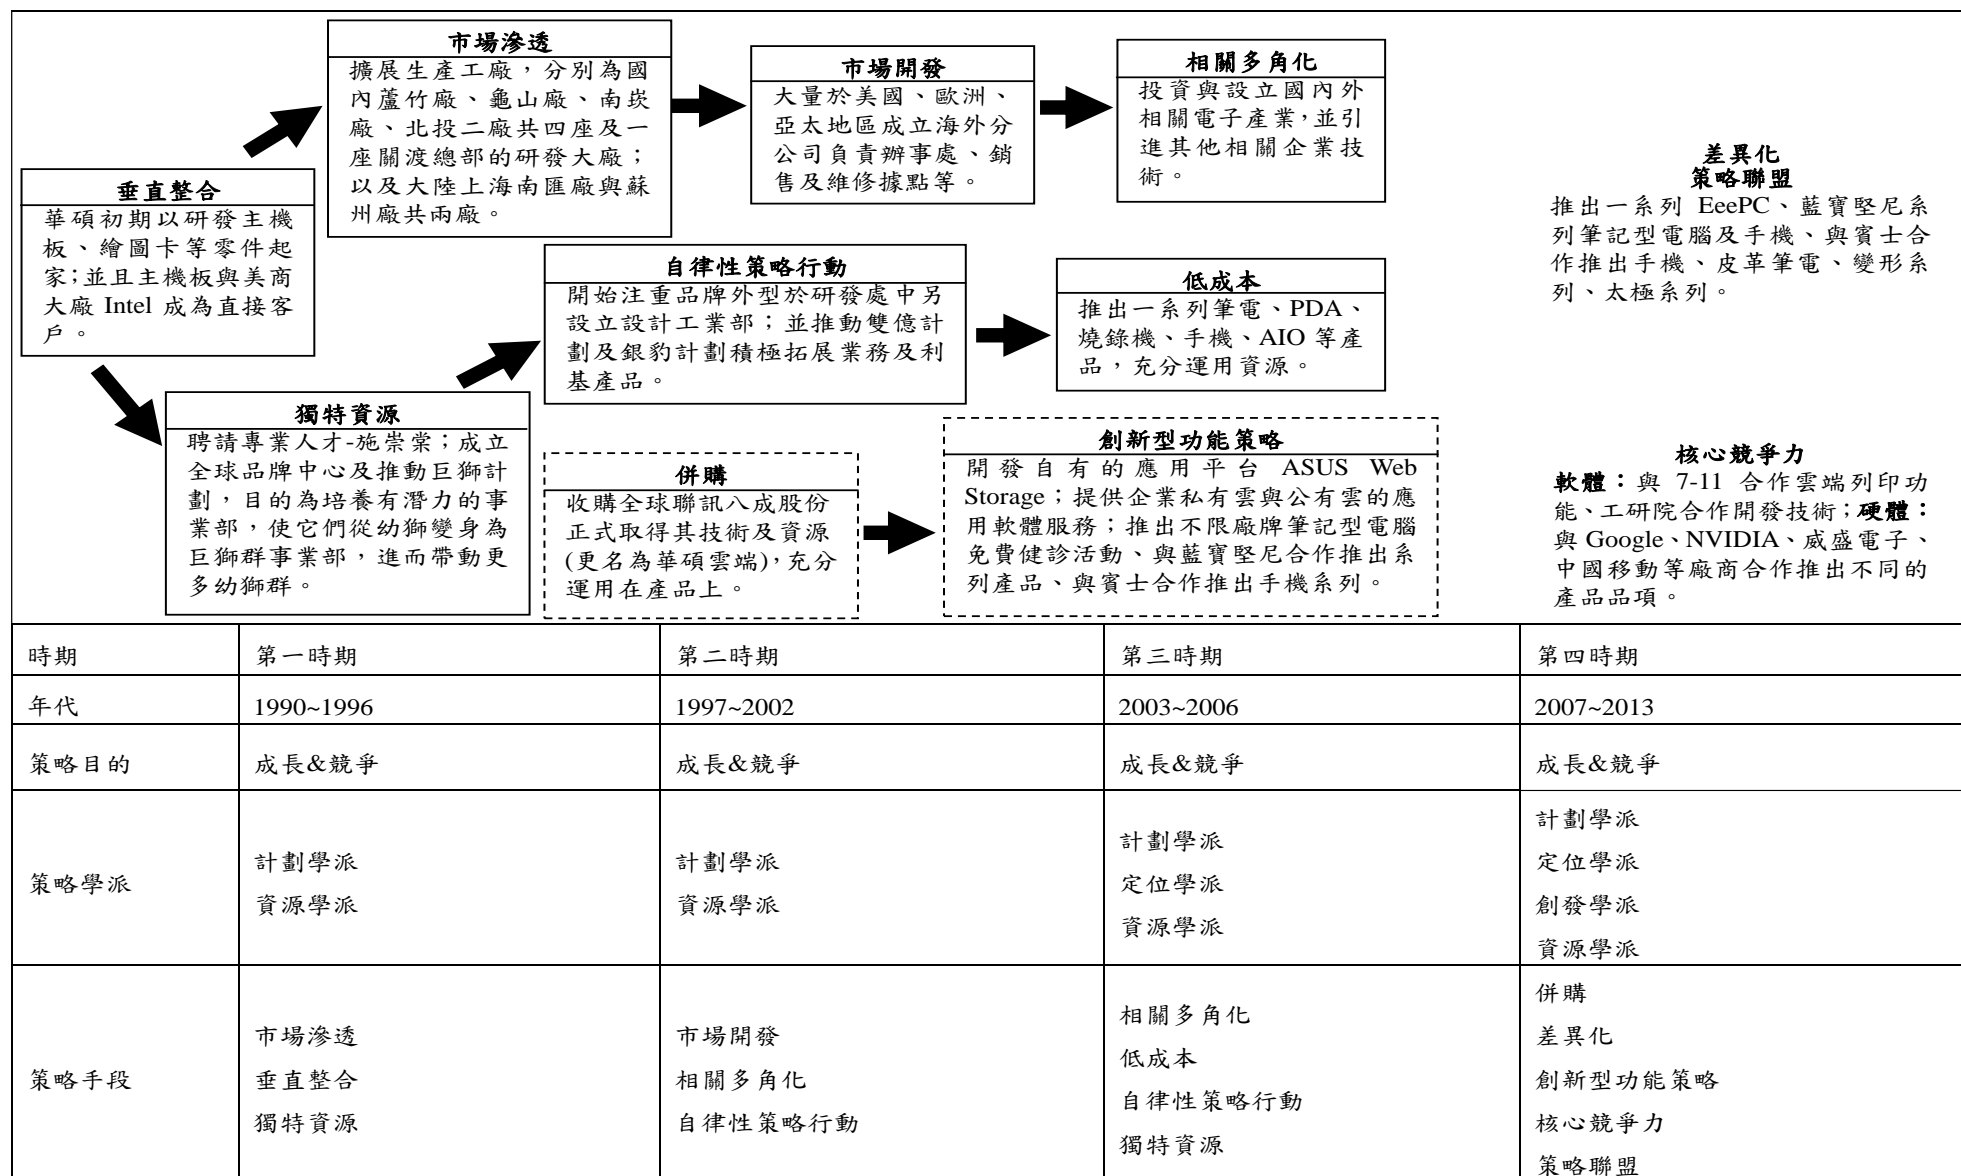 市場滲透
擴展生產工廠，分別為國
內蘆竹廠、龜山廠、南崁
廠、北投二廠共四座及一
座關渡總部的研發大廠；
以及大陸上海南匯廠與蘇
州廠共兩廠。
市場開發
大量於美國、歐洲、
亞太地區成立海外分
公司負責辦事處、銷
售及維修據點等。
相關多角化
投資與設立國內外
相關電子產業，並引
進其他相關企業技
術。
差異化
策略聯盟
推出一系列 EeePC、藍寶堅尼系
列筆記型電腦及手機、與賓士合
作推出手機、皮革筆電、變形系
列、太極系列。
垂直整合
華碩初期以研發主機
板、繪圖卡等零件起
家；並且主機板與美商
大廠 Intel 成為直接客
戶。
自律性策略行動
開始注重品牌外型於研發處中另
設立設計工業部；並推動雙億計
劃及銀豹計劃積極拓展業務及利
基產品。
低成本
推出一系列筆電、PDA、
燒錄機、手機、AIO 等產
品，充分運用資源。
獨特資源
聘請專業人才-施崇棠；成立
全球品牌中心及推動巨獅計
劃，目的為培養有潛力的事
業部，使它們從幼獅變身為
巨獅群事業部，進而帶動更
多幼獅群。
併購
收購全球聯訊八成股份
正式取得其技術及資源
(更名為華碩雲端)，充分
運用在產品上。
創新型功能策略
開發自有的應用平台 ASUS Web
Storage；提供企業私有雲與公有雲的應
用軟體服務；推出不限廠牌筆記型電腦
免費健診活動、與藍寶堅尼合作推出系
列產品、與賓士合作推出手機系列。
核心競爭力
軟體：與 7-11 合作雲端列印功
能、工研院合作開發技術；硬體：
與 Google、NVIDIA、威盛電子、
中國移動等廠商合作推出不同的
產品品項。
時期 第一時期 第二時期 第三時期 第四時期
年代 1990~1996 1997~2002 2003~2006 2007~2013
策略目的 成長&競爭 成長&競爭 成長&競爭 成長&競爭
策略學派
計劃學派
資源學派
計劃學派
資源學派
計劃學派
定位學派
資源學派
計劃學派
定位學派
創發學派
資源學派
策略手段
市場滲透
垂直整合
獨特資源
市場開發
相關多角化
自律性策略行動
相關多角化
低成本
自律性策略行動
獨特資源
併購
差異化
創新型功能策略
核心競爭力
策略聯盟